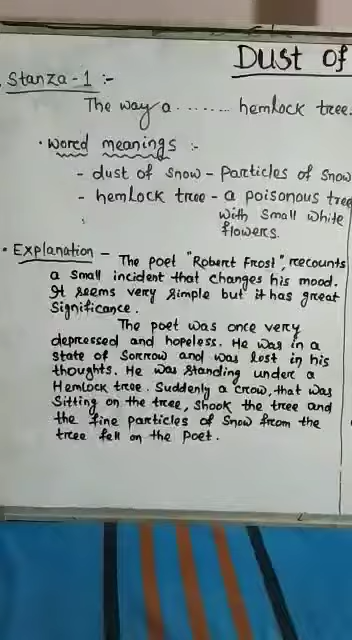 Dust of
Stanza-1 :-
The way a ........ hemlock tree.
• Word meanings :-
- dust of snow - Particles of snow
- hemlock tree - a poisonous tree
with small white
flowers.
• Explanation - The poet "Robert Frost", recounts
a small incident that changes his mood.
It seems very simple but it has great
Significance.
The poet was once very
depressed and hopeless. He was in a
state of Sorrow and was lost in his
thoughts. He was standing under a
Hemlock tree. Suddenly a crow, that was
Sitting on the tree, shook the tree and
the fine particles of Snow from the
tree fell on the Poet.